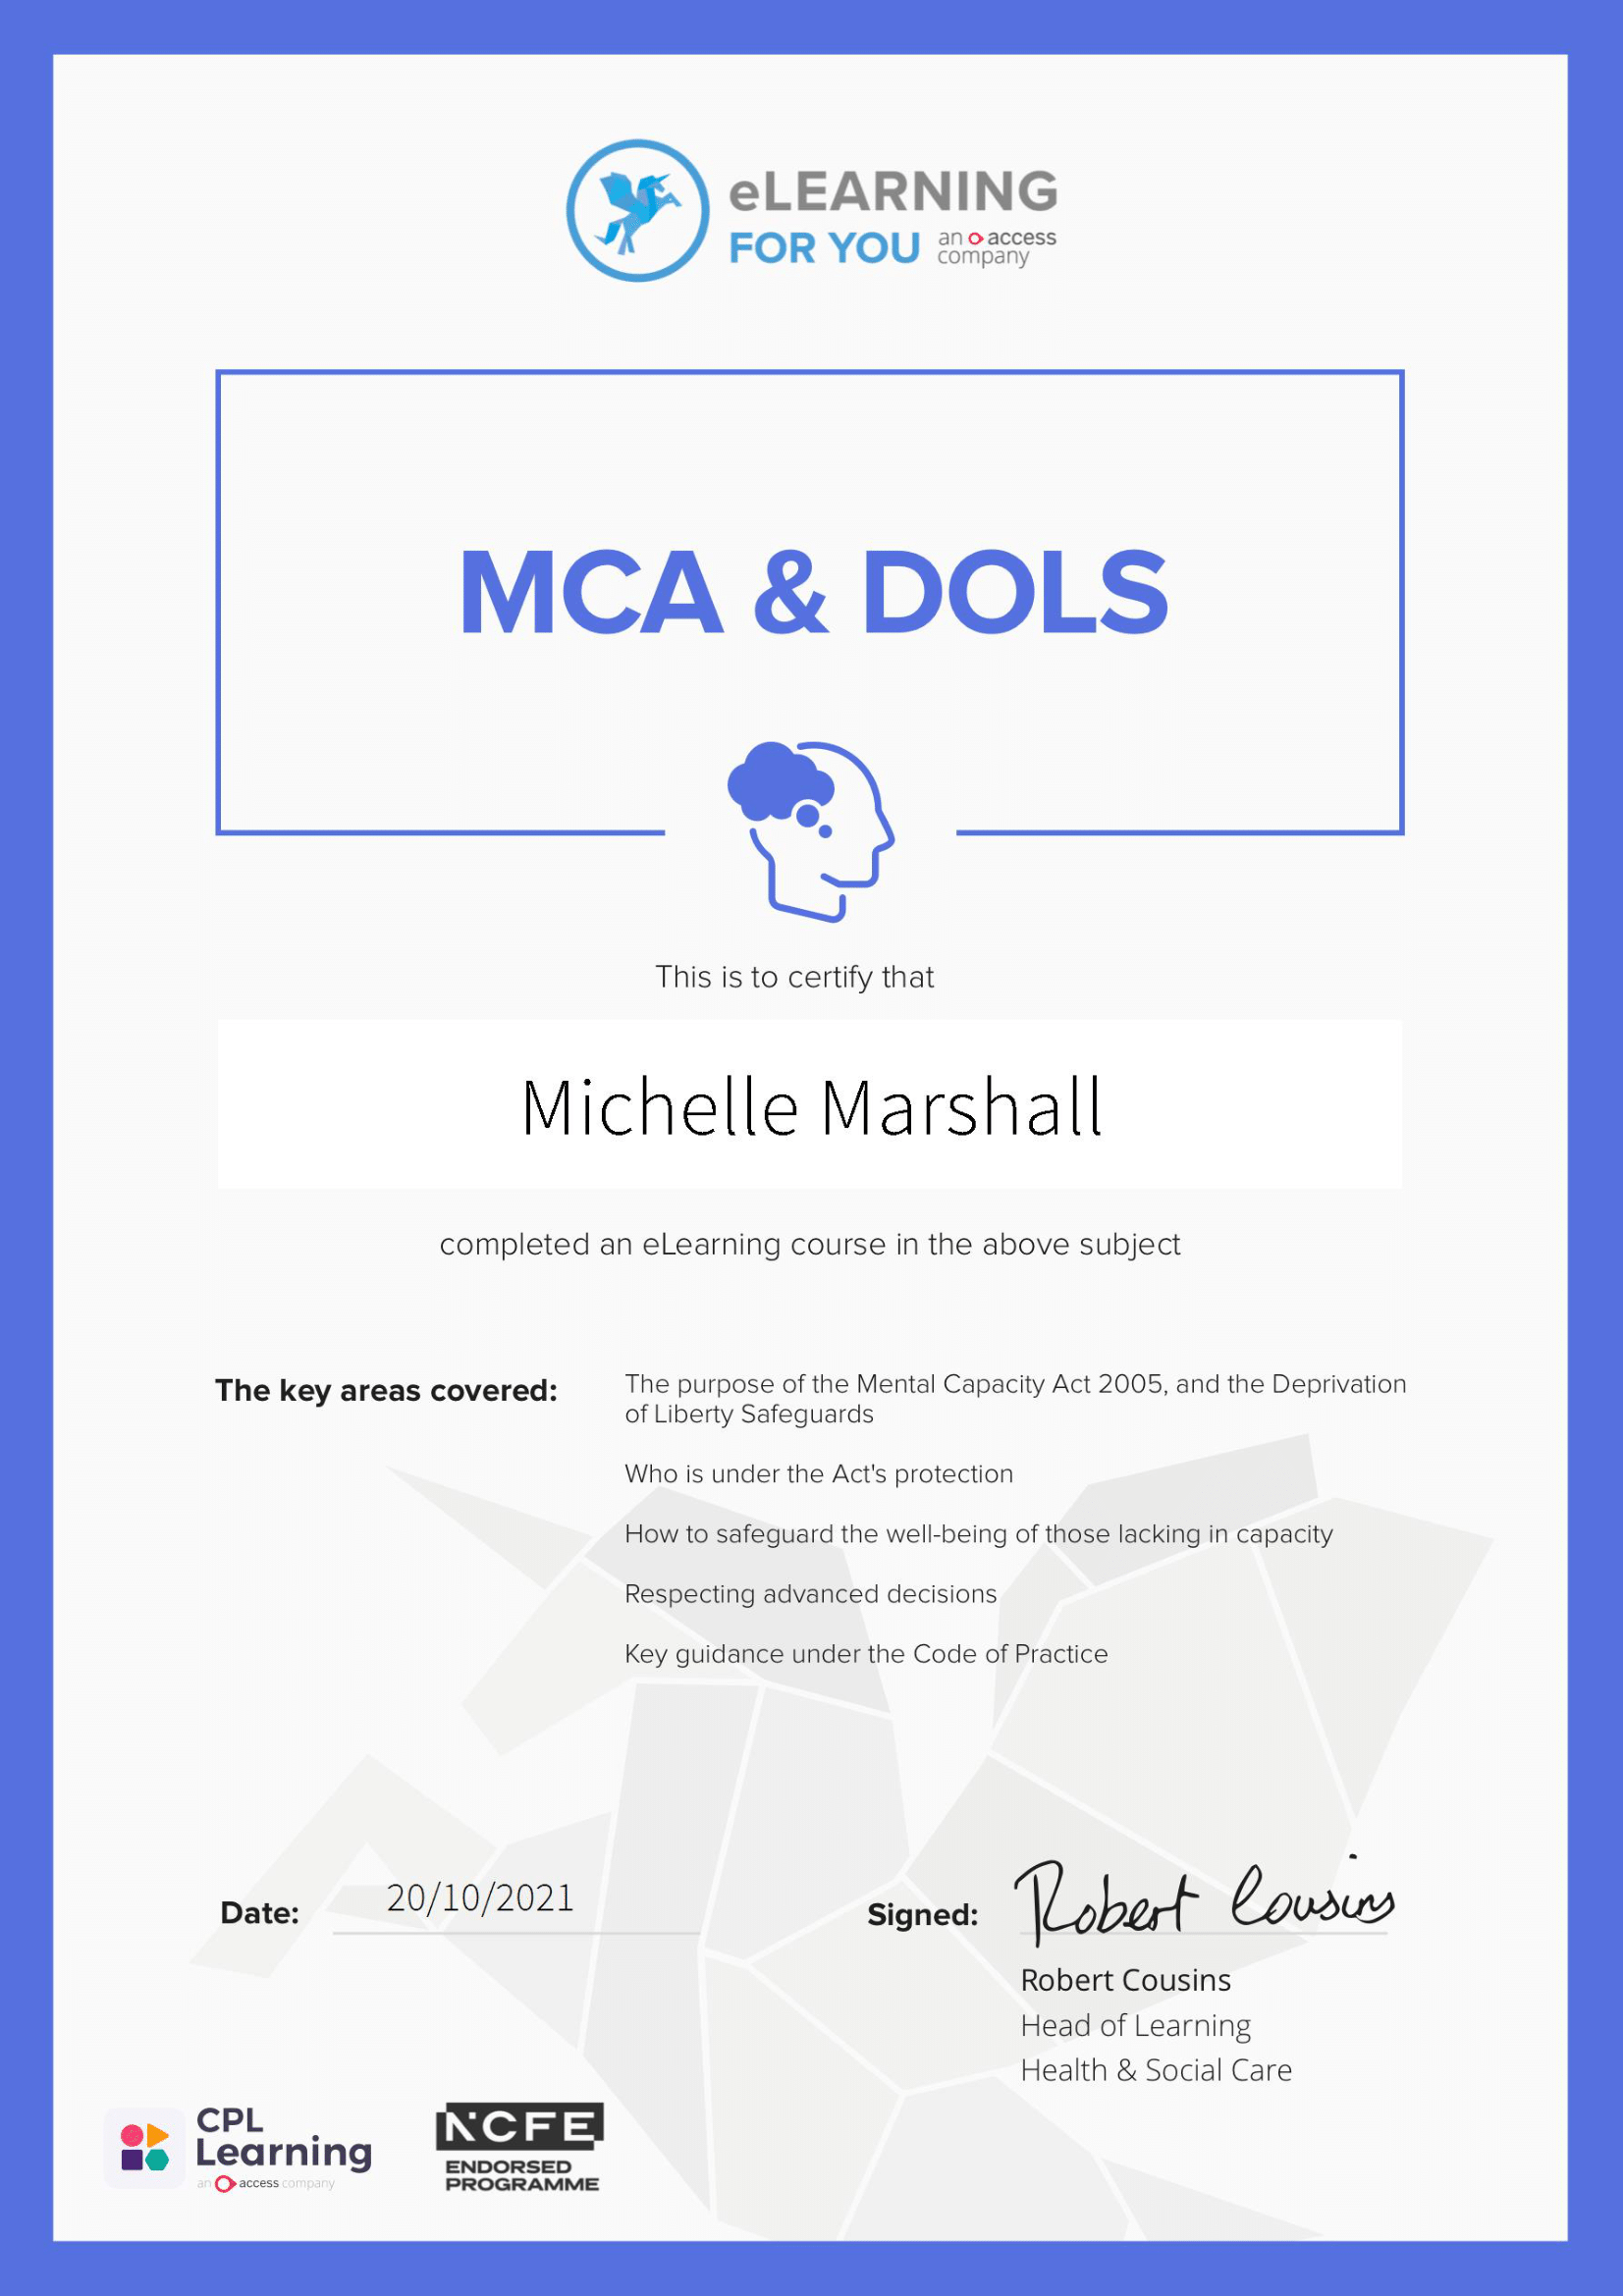 eLEARNING
FOR YOU an access company
MCA & DOLS
This is to certify that
Michelle Marshall
completed an eLearning course in the above subject
The key areas covered:
The purpose of the Mental Capacity Act 2005, and the Deprivation
of Liberty Safeguards
Who is under the Act's protection
How to safeguard the well-being of those lacking in capacity
Respecting advanced decisions
Key guidance under the Code of Practice
Date: 20/10/2021
Signed: Robert Cousins
Robert Cousins
Head of Learning
Health & Social Care
CPL
Learning
an access company
NCFE
ENDORSED
PROGRAMME